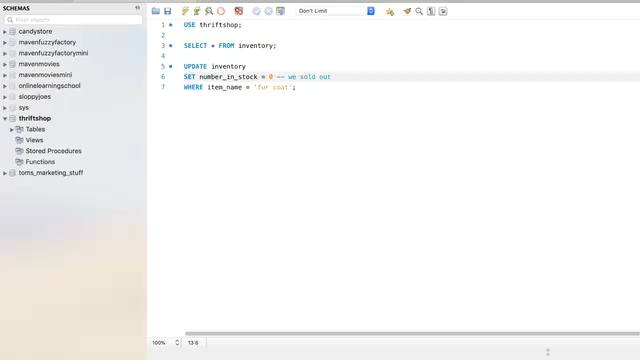 SCHEMAS
Filter objects
candystore
mavenfuzzyfactory
mavenfuzzyfactorymini
mavenmovies
mavenmoviesmini
onlinelearningschool
sloppyjoes
sys
thriftshop
Tables
Views
Stored Procedures
Functions
toms_marketing_stuff
Don't Limit
1 USE thriftshop;
2
3 SELECT * FROM inventory;
4
5 UPDATE inventory
6 SET number_in_stock = 0 -- we sold out
7 WHERE item_name = 'fur coat';
100% 13:6